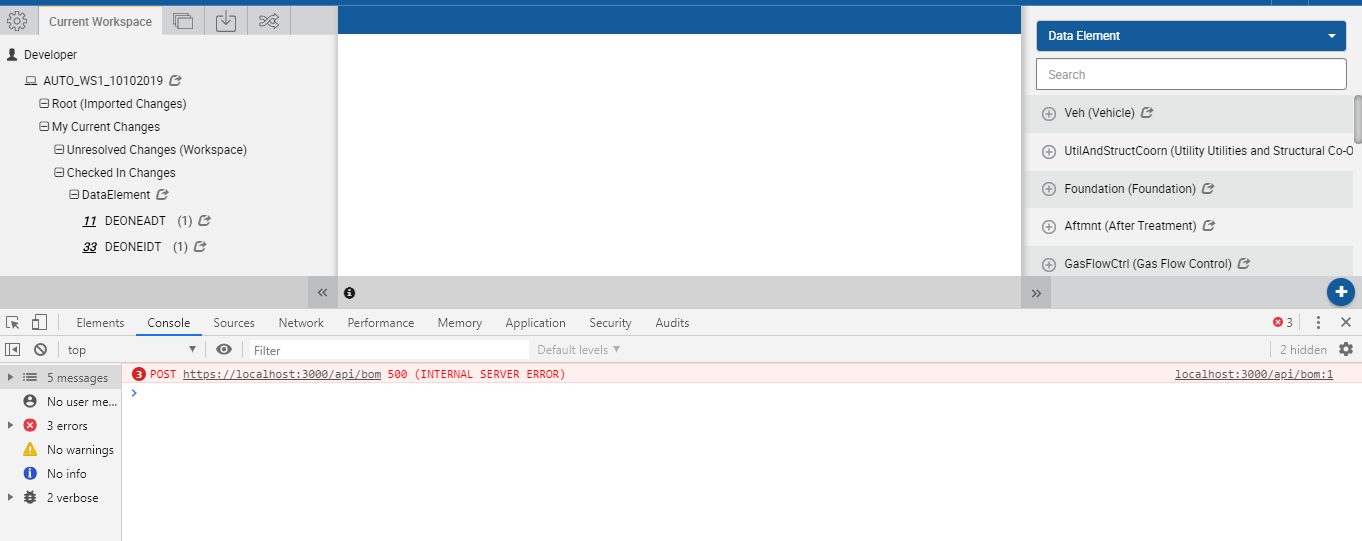 Current Workspace
Developer
AUTO_WS1_10102019
Root (Imported Changes)
My Current Changes
Unresolved Changes (Workspace)
Checked In Changes
DataElement
11 DEONEADT (1)
33 DEONEIDT (1)
Data Element
Search
Veh (Vehicle)
UtilAndStructCoorn (Utility Utilities and Structural Co-O
Foundation (Foundation)
Aftmnt (After Treatment)
GasFlowCtrl (Gas Flow Control)
Elements Console Sources Network Performance Memory Application Security Audits 3
top Filter Default levels 2 hidden
5 messages
No user me...
3 errors
No warnings
No info
2 verbose
3 POST https://localhost:3000/api/bom 500 (INTERNAL SERVER ERROR) localhost:3000/api/bom:1